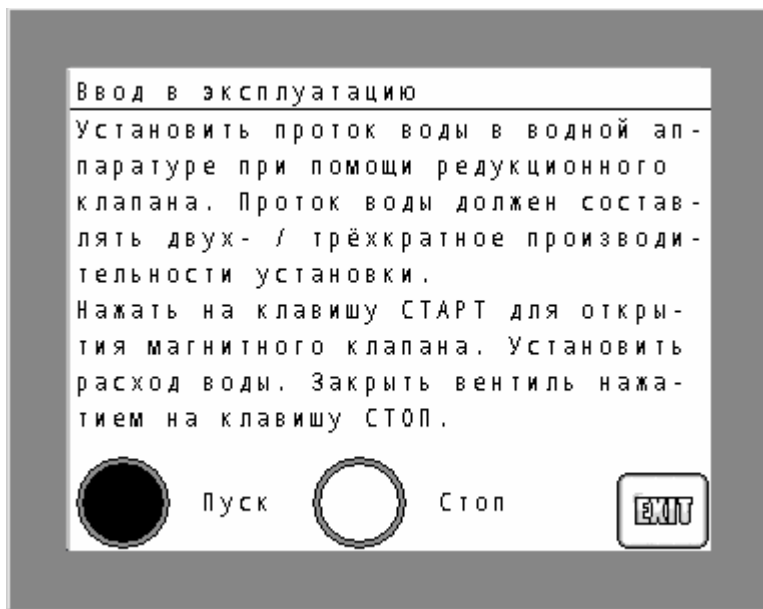 Ввод в эксплуатацию
Установить проток воды в водной ап-
паратуре при помощи редукционного
клапана. Проток воды должен состав-
лять двух- / трёхкратное производи-
тельности установки.
Нажать на клавишу СТАРТ для откры-
тия магнитного клапана. Установить
расход воды. Закрыть вентиль нажа-
тием на клавишу СТОП.
Пуск Стоп EXIT